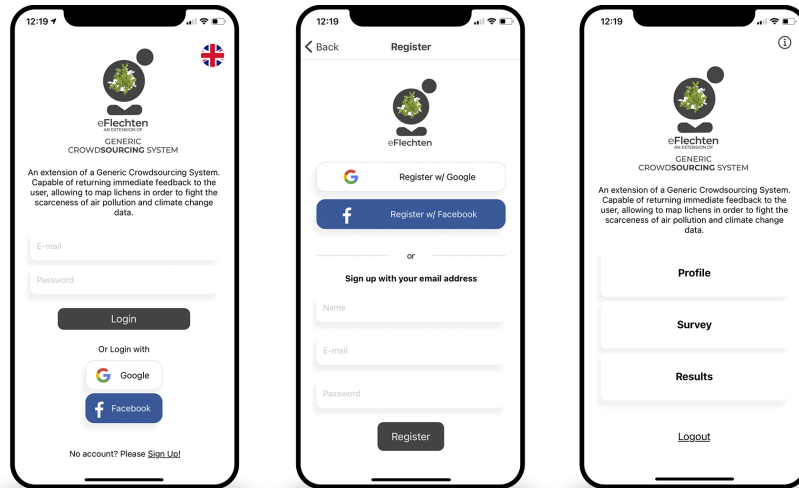 12:19
eFlechten
AN EXTENSION OF
GENERIC
CROWDSOURCING SYSTEM
An extension of a Generic Crowdsourcing System.
Capable of returning immediate feedback to the
user, allowing to map lichens in order to fight the
scarceness of air pollution and climate change
data.
E-mail
Password
Login
Or Login with
Google
Facebook
No account? Please Sign Up!
12:19
Back
Register
eFlechten
Register w/ Google
Register w/ Facebook
or
Sign up with your email address
Name
E-mail
Password
Register
12:19
eFlechten
AN EXTENSION OF
GENERIC
CROWDSOURCING SYSTEM
An extension of a Generic Crowdsourcing System.
Capable of returning immediate feedback to the
user, allowing to map lichens in order to fight the
scarceness of air pollution and climate change
data.
Profile
Survey
Results
Logout